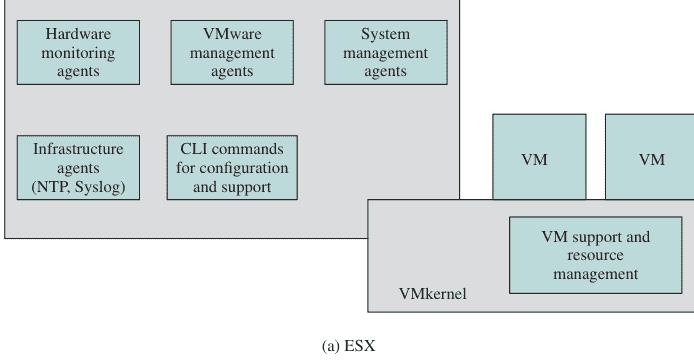 Hardware
monitoring
agents
VMware
management
agents
System
management
agents
Infrastructure
agents
(NTP, Syslog)
CLI commands
for configuration
and support
VM
VM
VM support and
resource
management
VMkernel
(a) ESX